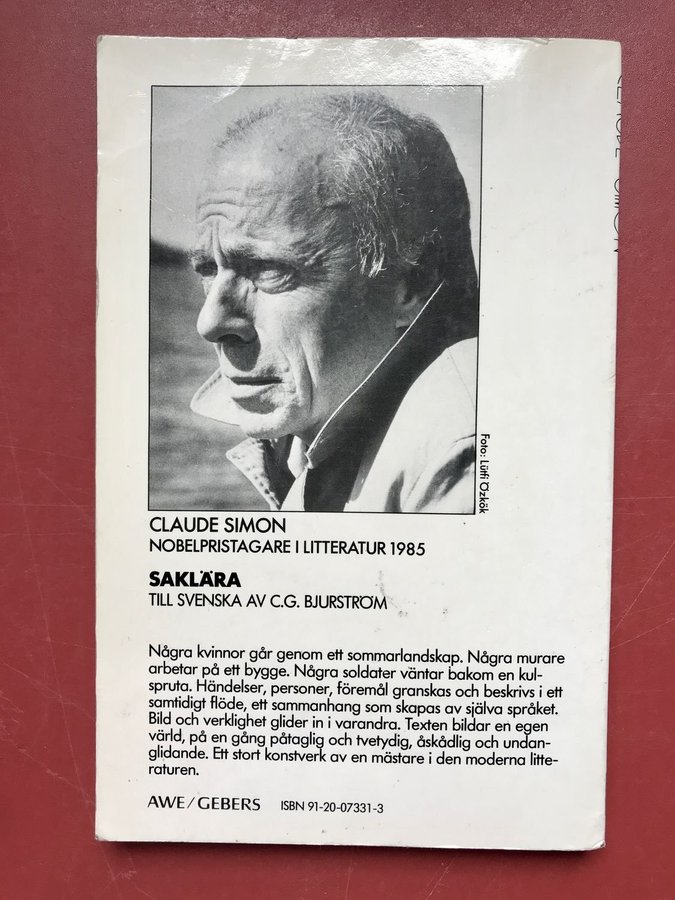 CLAUDE SIMON
Foto: Lütfi Özkök
CLAUDE SIMON
NOBELPRISTAGARE I LITTERATUR 1985
SAKLÄRA
TILL SVENSKA AV C.G. BJURSTRÖM
Några kvinnor går genom ett sommarlandskap. Några murare
arbetar på ett bygge. Några soldater väntar bakom en kul-
spruta. Händelser, personer, föremål granskas och beskrivs i ett
samtidigt flöde, ett sammanhang som skapas av själva språket.
Bild och verklighet glider in i varandra. Texten bildar en egen
värld, på en gång påtaglig och tvetydig, åskådlig och undan-
glidande. Ett stort konstverk av en mästare i den moderna litte-
raturen.
AWE/GEBERS ISBN 91-20-07331-3